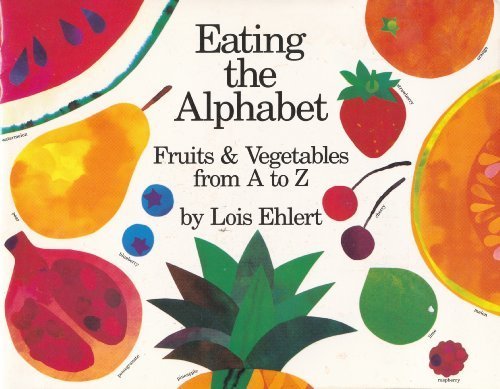 Eating
the
Alphabet
Fruits & Vegetables
from A to Z
by Lois Ehlert
watermelon
orange
strawberry
pear
blueberry
cherry
melon
lime
pomegranate
pineapple
raspberry